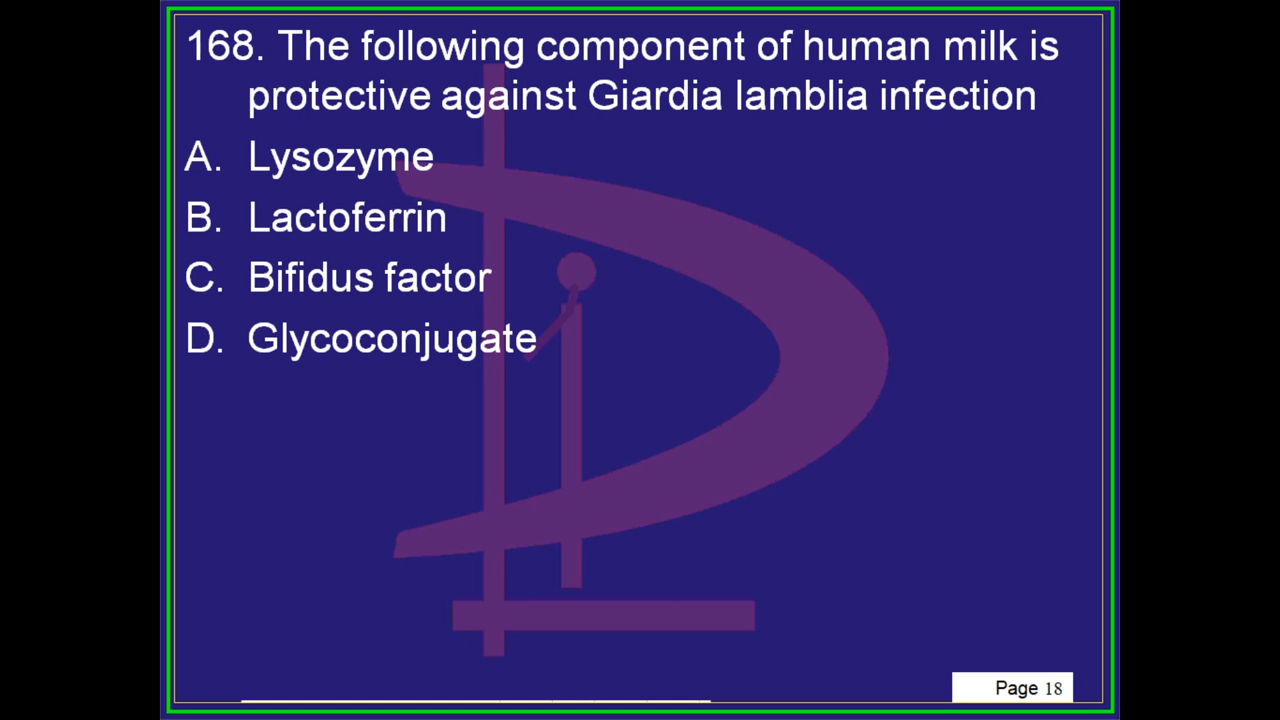 168. The following component of human milk is
protective against Giardia lamblia infection
A. Lysozyme
B. Lactoferrin
C. Bifidus factor
D. Glycoconjugate
Page 18